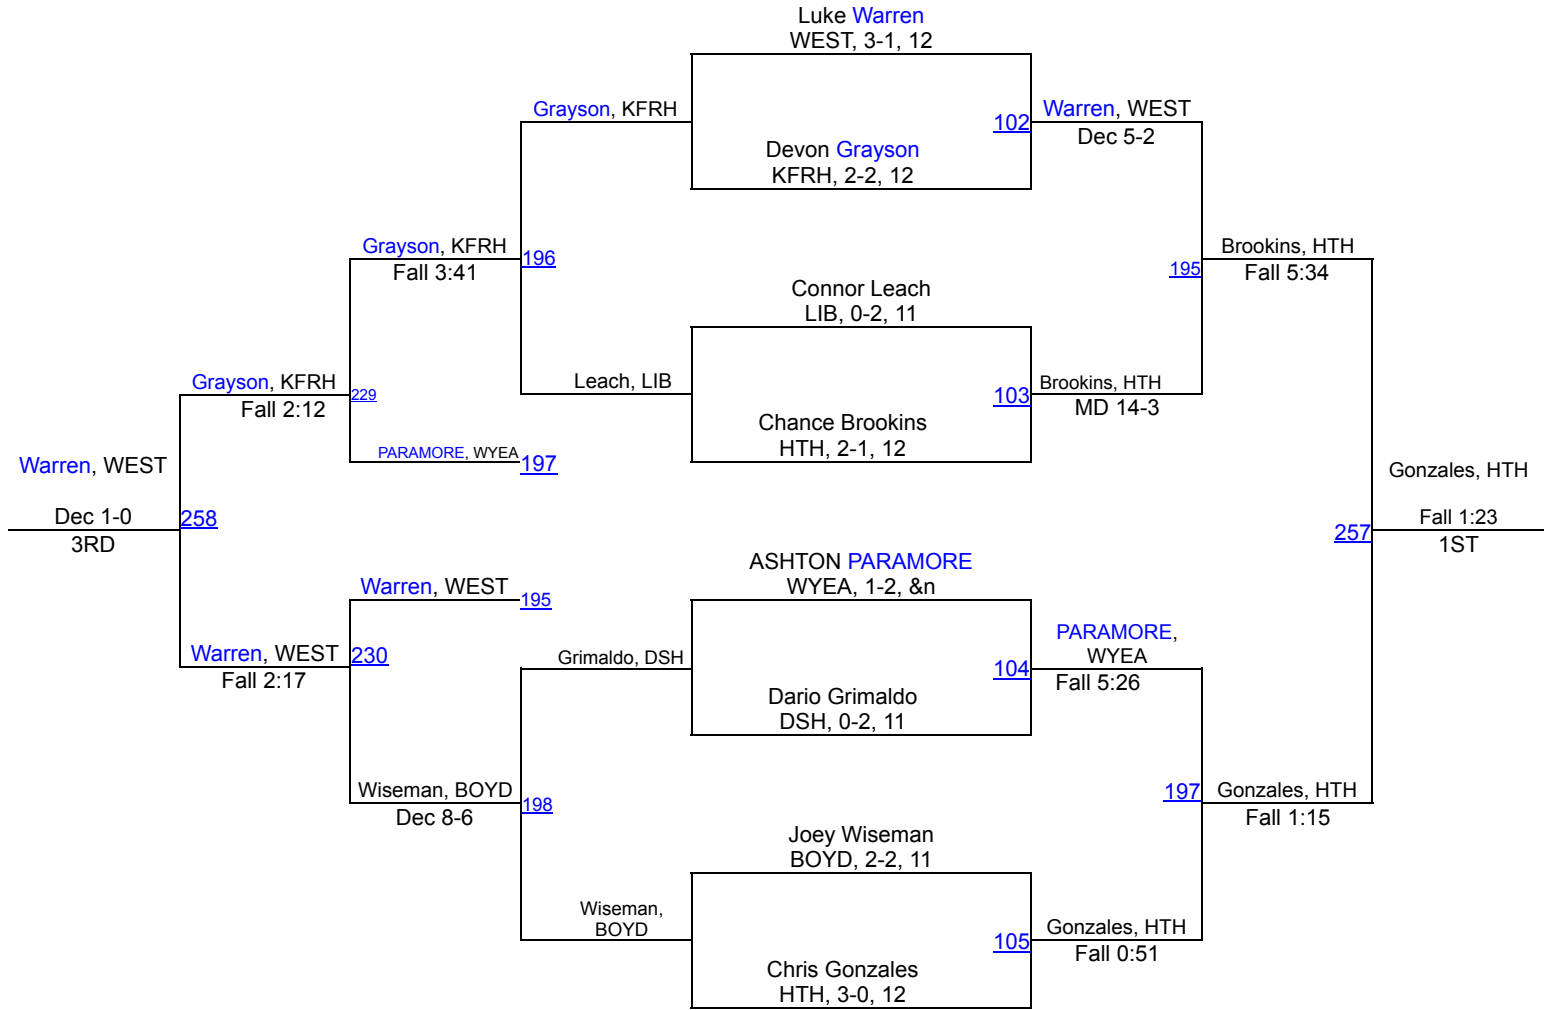 Luke Warren
WEST, 3-1, 12
Grayson, KFRH
102
Warren, WEST
Dec 5-2
Devon Grayson
KFRH, 2-2, 12
Grayson, KFRH
Fall 3:41
196
195
Brookins, HTH
Fall 5:34
Connor Leach
LIB, 0-2, 11
Grayson, KFRH
Fall 2:12
229
Leach, LIB
103
Brookins, HTH
MD 14-3
Chance Brookins
HTH, 2-1, 12
PARAMORE, WYEA
197
Warren, WEST
Dec 1-0
3RD
258
Gonzales, HTH
Fall 1:23
1ST
257
ASHTON PARAMORE
WYEA, 1-2, &n
Warren, WEST
195
Warren, WEST
Fall 2:17
230
Grimaldo, DSH
104
PARAMORE,
WYEA
Fall 5:26
Dario Grimaldo
DSH, 0-2, 11
Wiseman, BOYD
Dec 8-6
198
197
Gonzales, HTH
Fall 1:15
Joey Wiseman
BOYD, 2-2, 11
Wiseman,
BOYD
105
Gonzales, HTH
Fall 0:51
Chris Gonzales
HTH, 3-0, 12